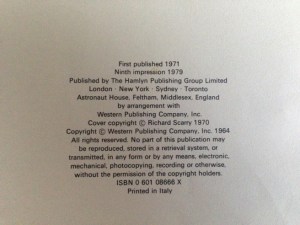 First published 1971
Ninth impression 1979
Published by The Hamlyn Publishing Group Limited
London · New York · Sydney · Toronto
Astronaut House, Feltham, Middlesex, England
by arrangement with
Western Publishing Company, Inc.
Cover copyright © Richard Scarry 1970
Copyright © Western Publishing Company, Inc. 1964
All rights reserved. No part of this publication may
be reproduced, stored in a retrieval system, or
transmitted, in any form or by any means, electronic,
mechanical, photocopying, recording or otherwise,
without the permission of the copyright holders.
ISBN 0 601 08668 X
Printed in Italy